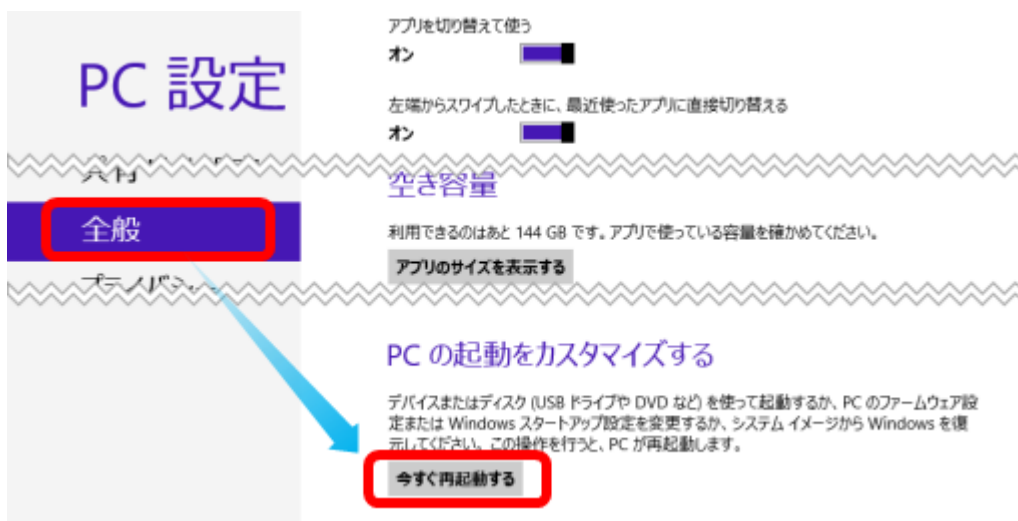 PC 設定
全般
アプリを切り替えて使う
オン
左端からスワイプしたときに、最近使ったアプリに直接切り替える
オン
空き容量
利用できるのはあと 144 GB です。アプリで使っている容量を確かめてください。
アプリのサイズを表示する
PC の起動をカスタマイズする
デバイスまたはディスク (USB ドライブや DVD など) を使って起動するか、PC のファームウェア設
定または Windows スタートアップ設定を変更するか、システム イメージから Windows を復
元してください。この操作を行うと、PC が再起動します。
今すぐ再起動する